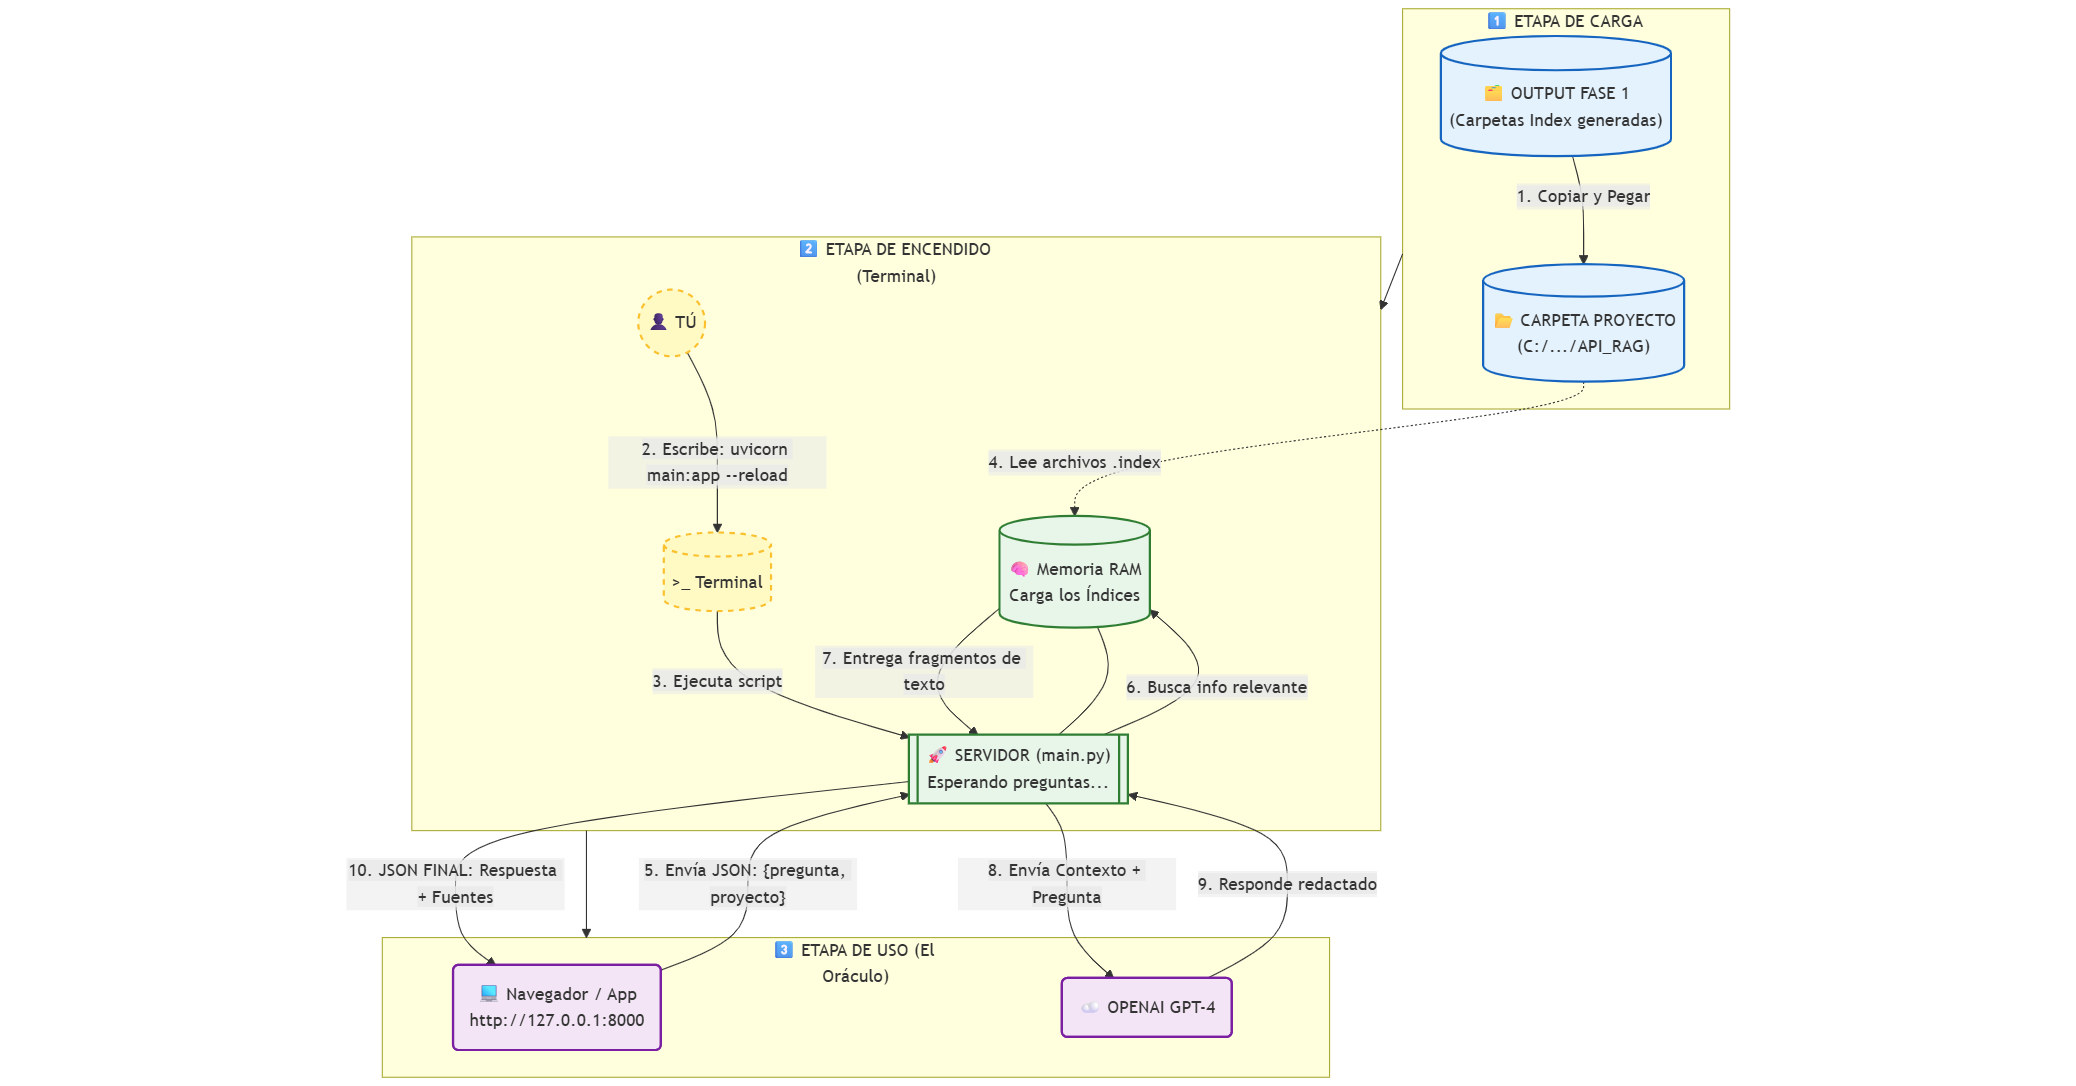 1 ETAPA DE CARGA
OUTPUT FASE 1
(Carpetas Index generadas)
1. Copiar y Pegar
CARPETA PROYECTO
(C:/.../API_RAG)
2 ETAPA DE ENCENDIDO
(Terminal)
TÚ
2. Escribe: uvicorn
main:app --reload
4. Lee archivos .index
>_ Terminal
Memoria RAM
Carga los Índices
3. Ejecuta script
7. Entrega fragmentos de
texto
6. Busca info relevante
SERVIDOR (main.py)
Esperando preguntas...
10. JSON FINAL: Respuesta
+ Fuentes
5. Envía JSON: {pregunta,
proyecto}
8. Envía Contexto +
Pregunta
9. Responde redactado
3 ETAPA DE USO (El
Oráculo)
Navegador / App
http://127.0.0.1:8000
OPENAI GPT-4